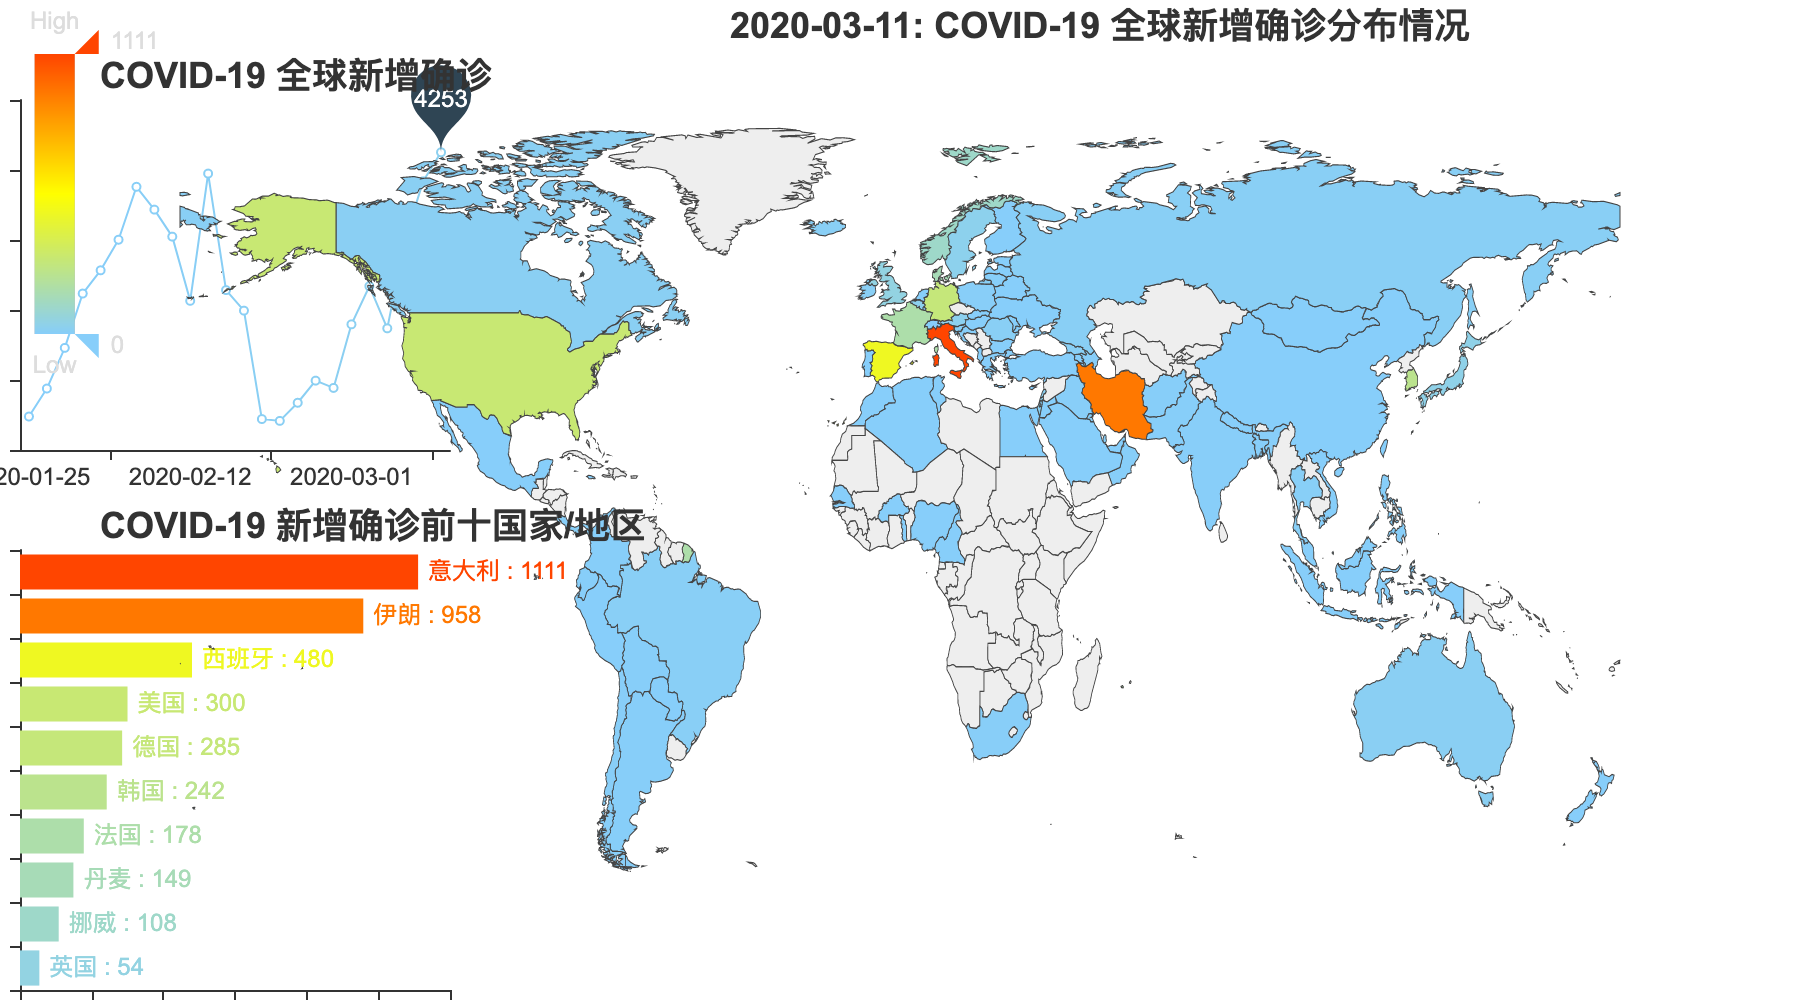 High
1111
0
Low
2020-03-11: COVID-19 全球新增确诊分布情况
COVID-19 全球新增确诊
4253
20-01-25
2020-02-12
2020-03-01
COVID-19 新增确诊前十国家/地区
意大利 : 1111
伊朗 : 958
西班牙 : 480
美国 : 300
德国 : 285
韩国 : 242
法国 : 178
丹麦 : 149
挪威 : 108
英国 : 54